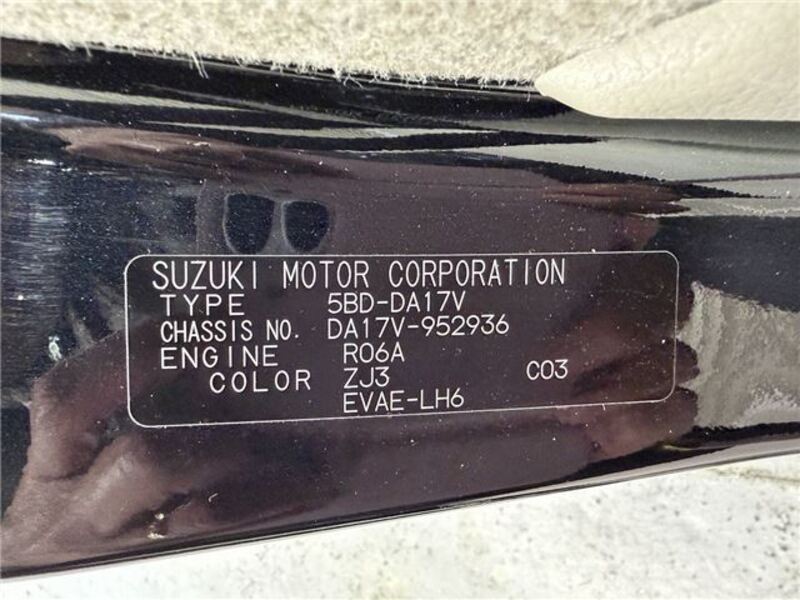 SUZUKI MOTOR CORPORATION
TYPE 5BD-DA17V
CHASSIS NO. DA17V-952936
ENGINE R06A
COLOR ZJ3 C03
EVAE-LH6